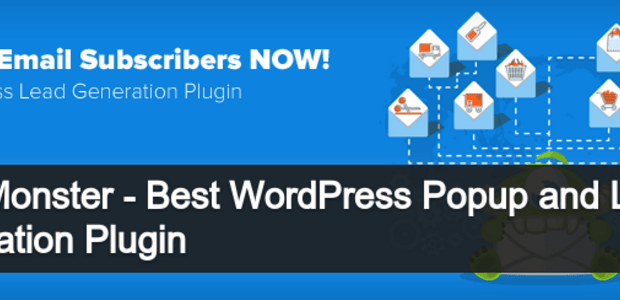 Email Subscribers NOW!
ss Lead Generation Plugin
Monster - Best WordPress Popup and L
ation Plugin